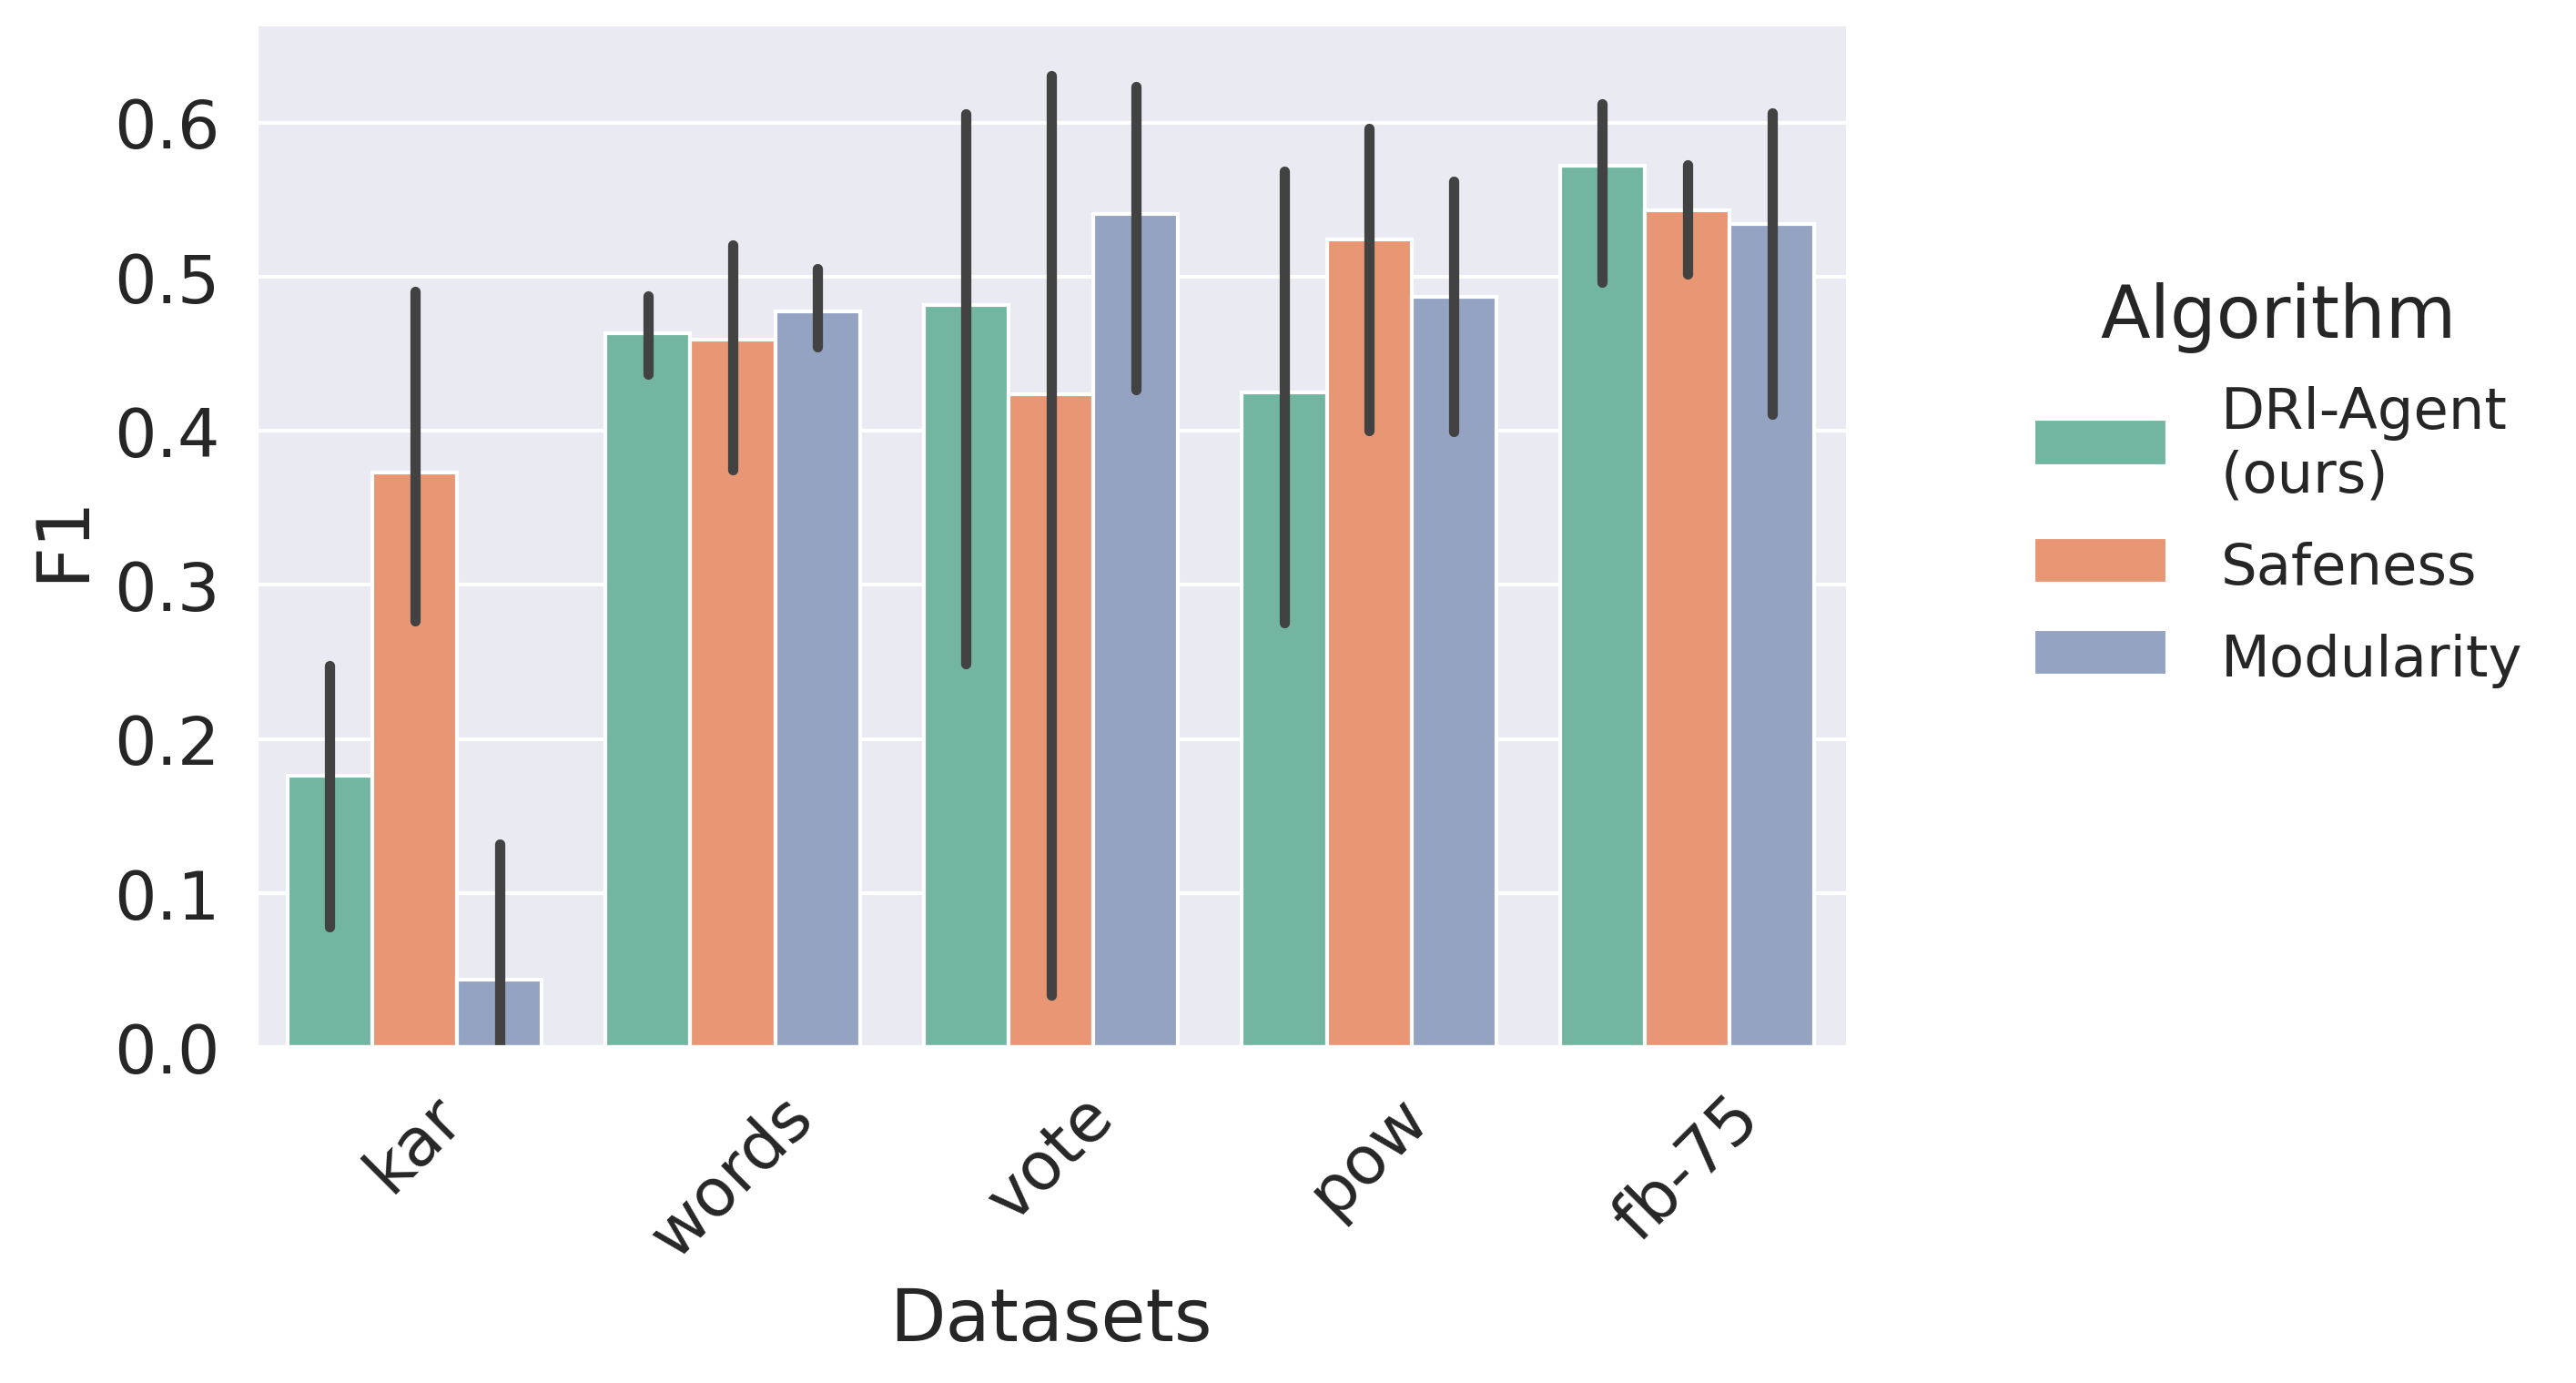 F1
0.6
0.5
0.4
0.3
0.2
0.1
0.0
kar
words
vote
pow
fb-75
Datasets
Algorithm
DRl-Agent
(ours)
Safeness
Modularity